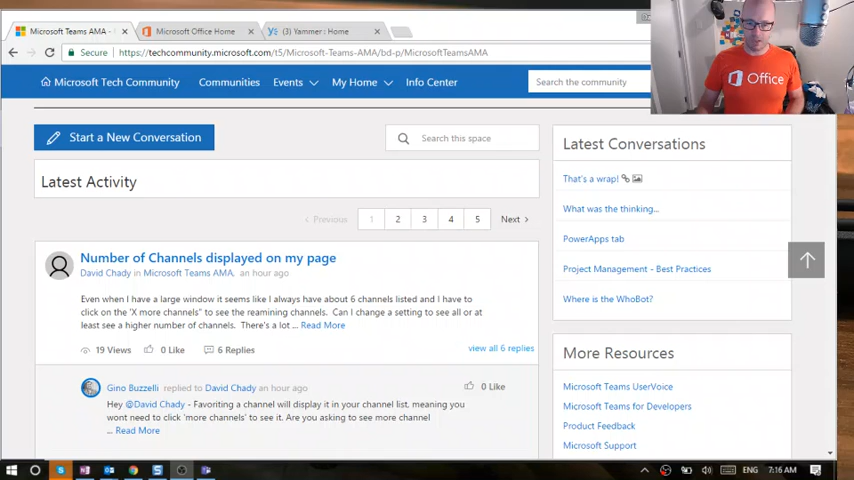 Microsoft Teams AMA -
Microsoft Office Home
(3) Yammer : Home
Secure
https://techcommunity.microsoft.com/t5/Microsoft-Teams-AMA/bd-p/MicrosoftTeamsAMA
Microsoft Tech Community
Communities
Events
My Home
Info Center
Search the community
Office
Start a New Conversation
Search this space
Latest Activity
Previous 1 2 3 4 5 Next
Number of Channels displayed on my page
David Chady in Microsoft Teams AMA. an hour ago
Even when I have a large window it seems like I always have about 6 channels listed and I have to
click on the 'X more channels" to see the reamining channels. Can I change a setting to see all or at
least see a higher number of channels. There's a lot ... Read More
19 Views 0 Like 6 Replies
view all 6 replies
Gino Buzzelli replied to David Chady an hour ago
0 Like
Hey @David Chady - Favoriting a channel will display it in your channel list, meaning you
wont need to click 'more channels' to see it. Are you asking to see more channel
... Read More
Latest Conversations
That's a wrap!
What was the thinking...
PowerApps tab
Project Management - Best Practices
Where is the WhoBot?
More Resources
Microsoft Teams UserVoice
Microsoft Teams for Developers
Product Feedback
Microsoft Support
ENG
7:16 AM